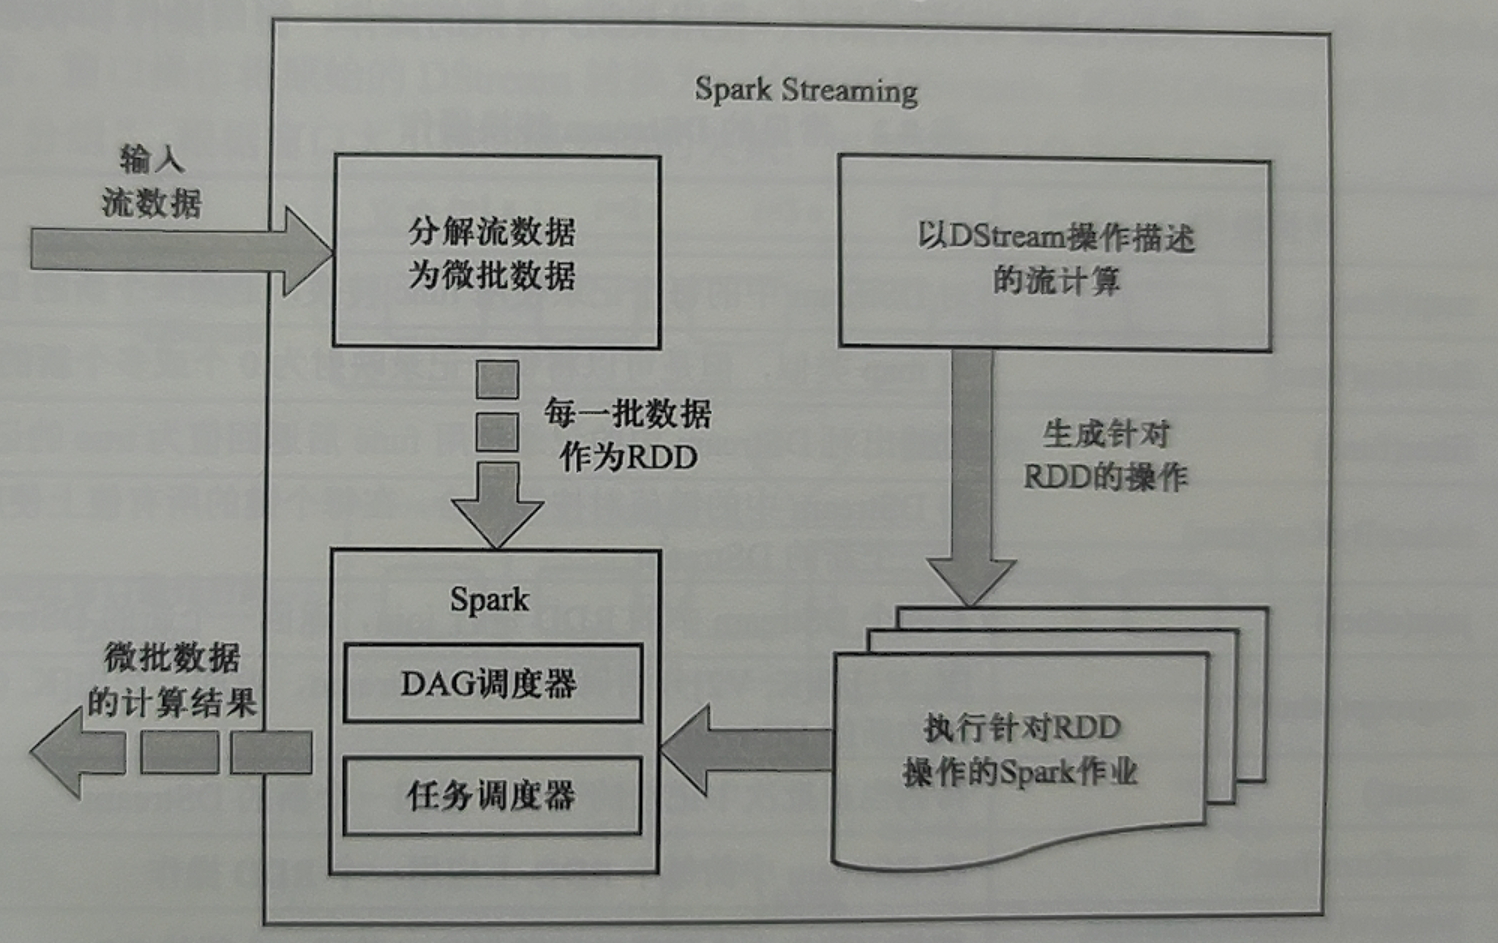 Spark Streaming
输入
流数据
分解流数据
为微批数据
以DStream操作描述
的流计算
每一批数据
作为RDD
生成针对
RDD的操作
Spark
DAG调度器
任务调度器
微批数据
的计算结果
执行针对RDD
操作的Spark作业